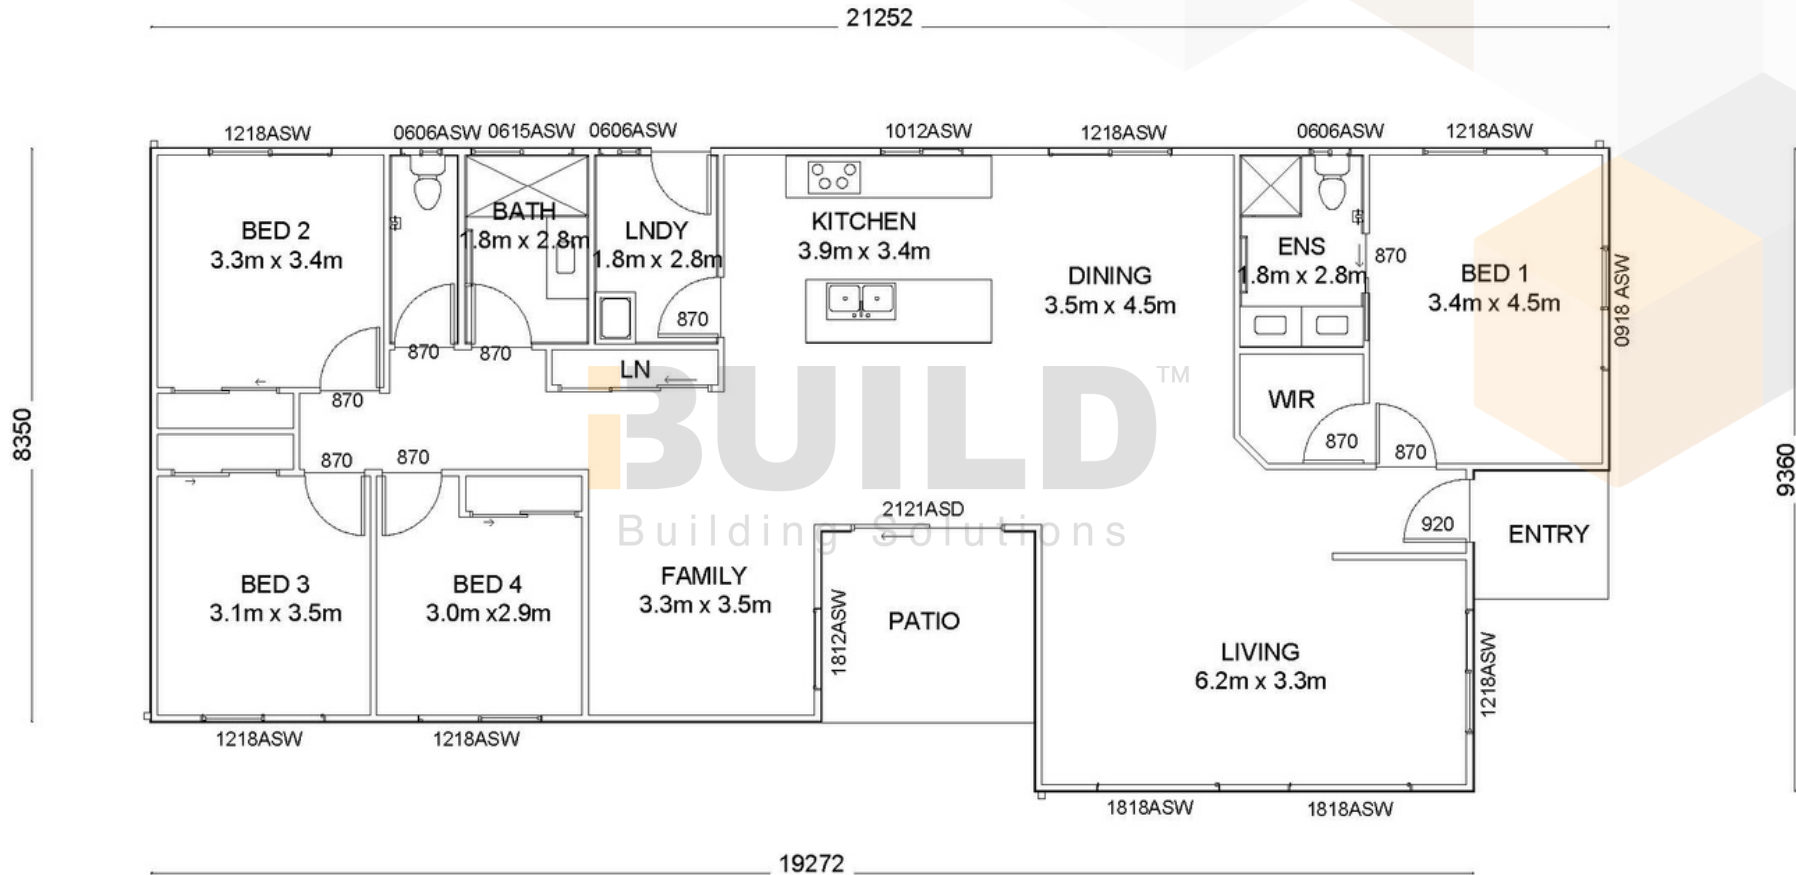 21252
1218ASW
0606ASW
0615ASW
0606ASW
1012ASW
1218ASW
0606ASW
1218ASW
BED 2
3.3m x 3.4m
BATH
1.8m x 2.8m
LNDY
1.8m x 2.8m
KITCHEN
3.9m x 3.4m
DINING
3.5m x 4.5m
ENS
1.8m x 2.8m
870
BED 1
3.4m x 4.5m
0918 ASW
870
870
870
LN
WIR
870
870
870
870
870
8350
9360
iBUILD™
Building Solutions
2121ASD
920
ENTRY
BED 3
3.1m x 3.5m
BED 4
3.0m x2.9m
FAMILY
3.3m x 3.5m
1812ASW
PATIO
LIVING
6.2m x 3.3m
1218ASW
1218ASW
1218ASW
1818ASW
1818ASW
19272